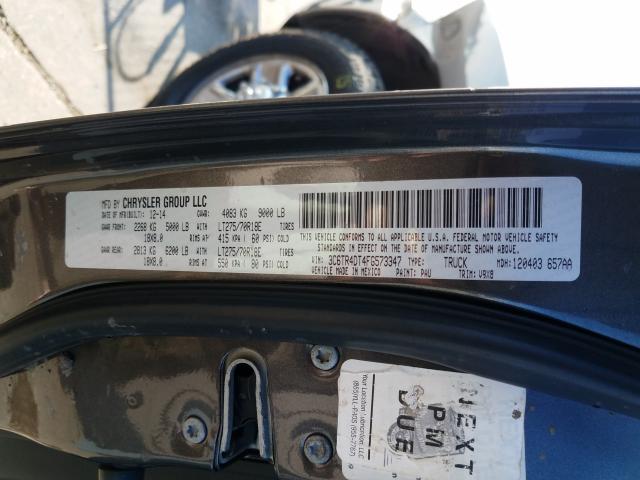 MFD BY CHRYSLER GROUP LLC
DATE OF MFR(BUILT): 12-14 GVWR: 4083 KG 9000 LB
GAWR FRONT: 2268 KG 5000 LB WITH LT275/70R18E TIRES
18X8.0 RIMS AT 415 KPA( 60 PSI) COLD
GAWR REAR: 2813 KG 6200 LB WITH LT275/70R18E TIRES
18X8.0 RIMS AT 550 KPA( 80 PSI) COLD
THIS VEHICLE CONFORMS TO ALL APPLICABLE U.S.A. FEDERAL MOTOR VEHICLE SAFETY
STANDARDS IN EFFECT ON THE DATE OF MANUFACTURE SHOWN ABOVE.
VIN: 3C6TR4DT4FG573347 TYPE: TRUCK MDH: 120403 657AA
MADE IN MEXICO PAINT: PAU TRIM: V9X8
NEXT
PM
DUE